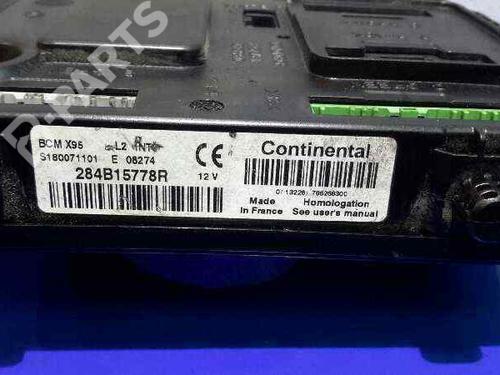 B-PARTS
BCM X95 L2 INT
S180071101 E 08274
284B15778R
12 V
CE
Continental
Made in France
Homologation
See user's manual